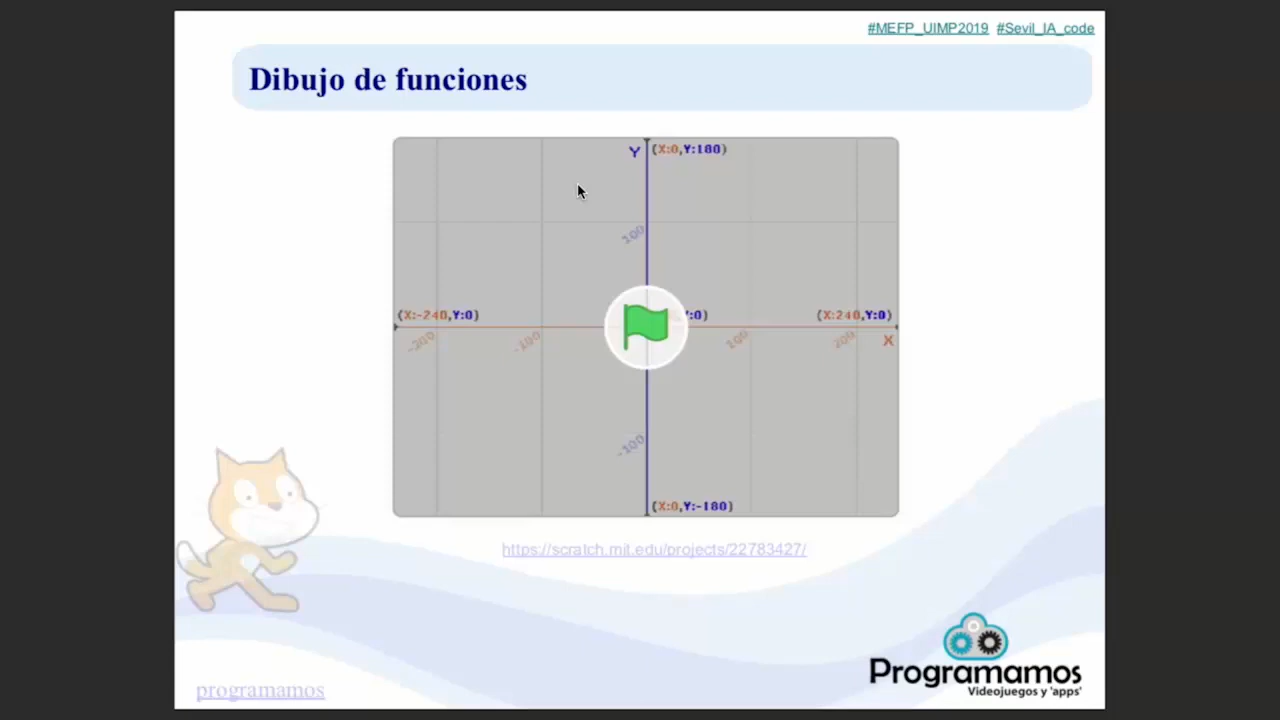 #MEFP_UIMP2019 #Sevil_IA_code
Dibujo de funciones
Y (X:0,Y:180)
100
(X:-240,Y:0) Y:0) (X:240,Y:0)
-200 -100 100 200 X
-100
(X:0,Y:-180)
https://scratch.mit.edu/projects/22783427/
programamos
Programamos
Videojuegos y 'apps'